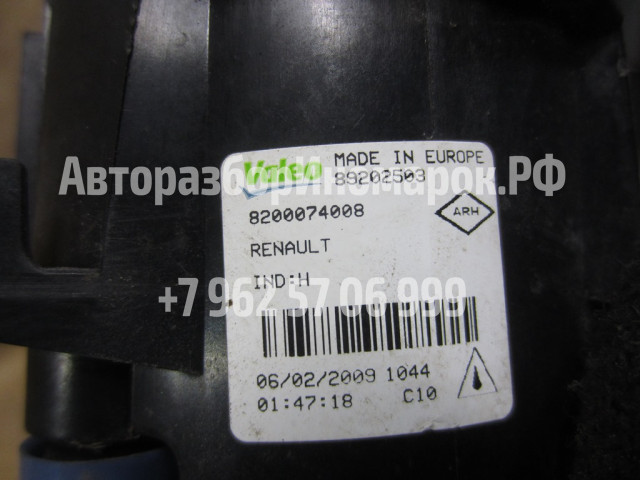 Valeo MADE IN EUROPE
89202503
АвторазборИномарок.РФ
8200074008
ARH
RENAULT
IND:H
+7 962 57 06 999
06/02/2009 1044
01:47:18 C10